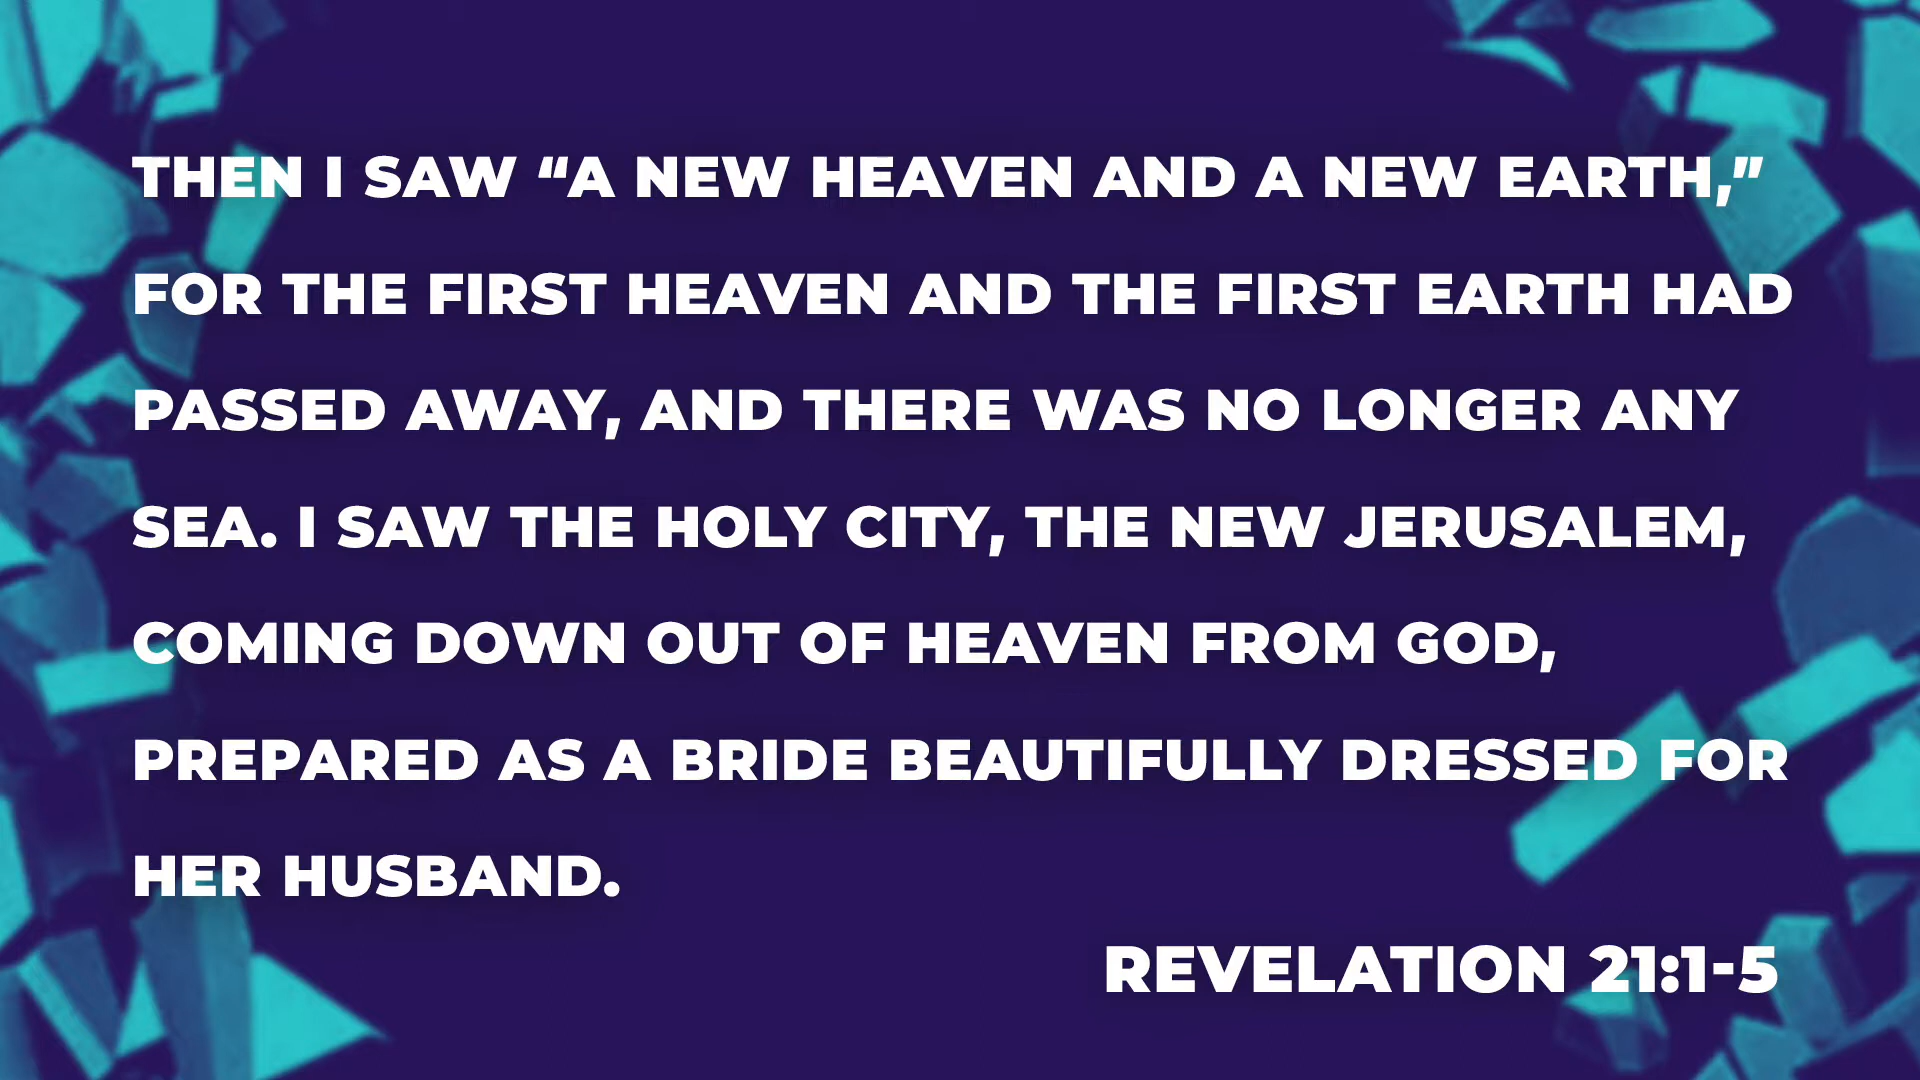 THEN I SAW “A NEW HEAVEN AND A NEW EARTH,”
FOR THE FIRST HEAVEN AND THE FIRST EARTH HAD
PASSED AWAY, AND THERE WAS NO LONGER ANY
SEA. I SAW THE HOLY CITY, THE NEW JERUSALEM,
COMING DOWN OUT OF HEAVEN FROM GOD,
PREPARED AS A BRIDE BEAUTIFULLY DRESSED FOR
HER HUSBAND.
REVELATION 21:1-5